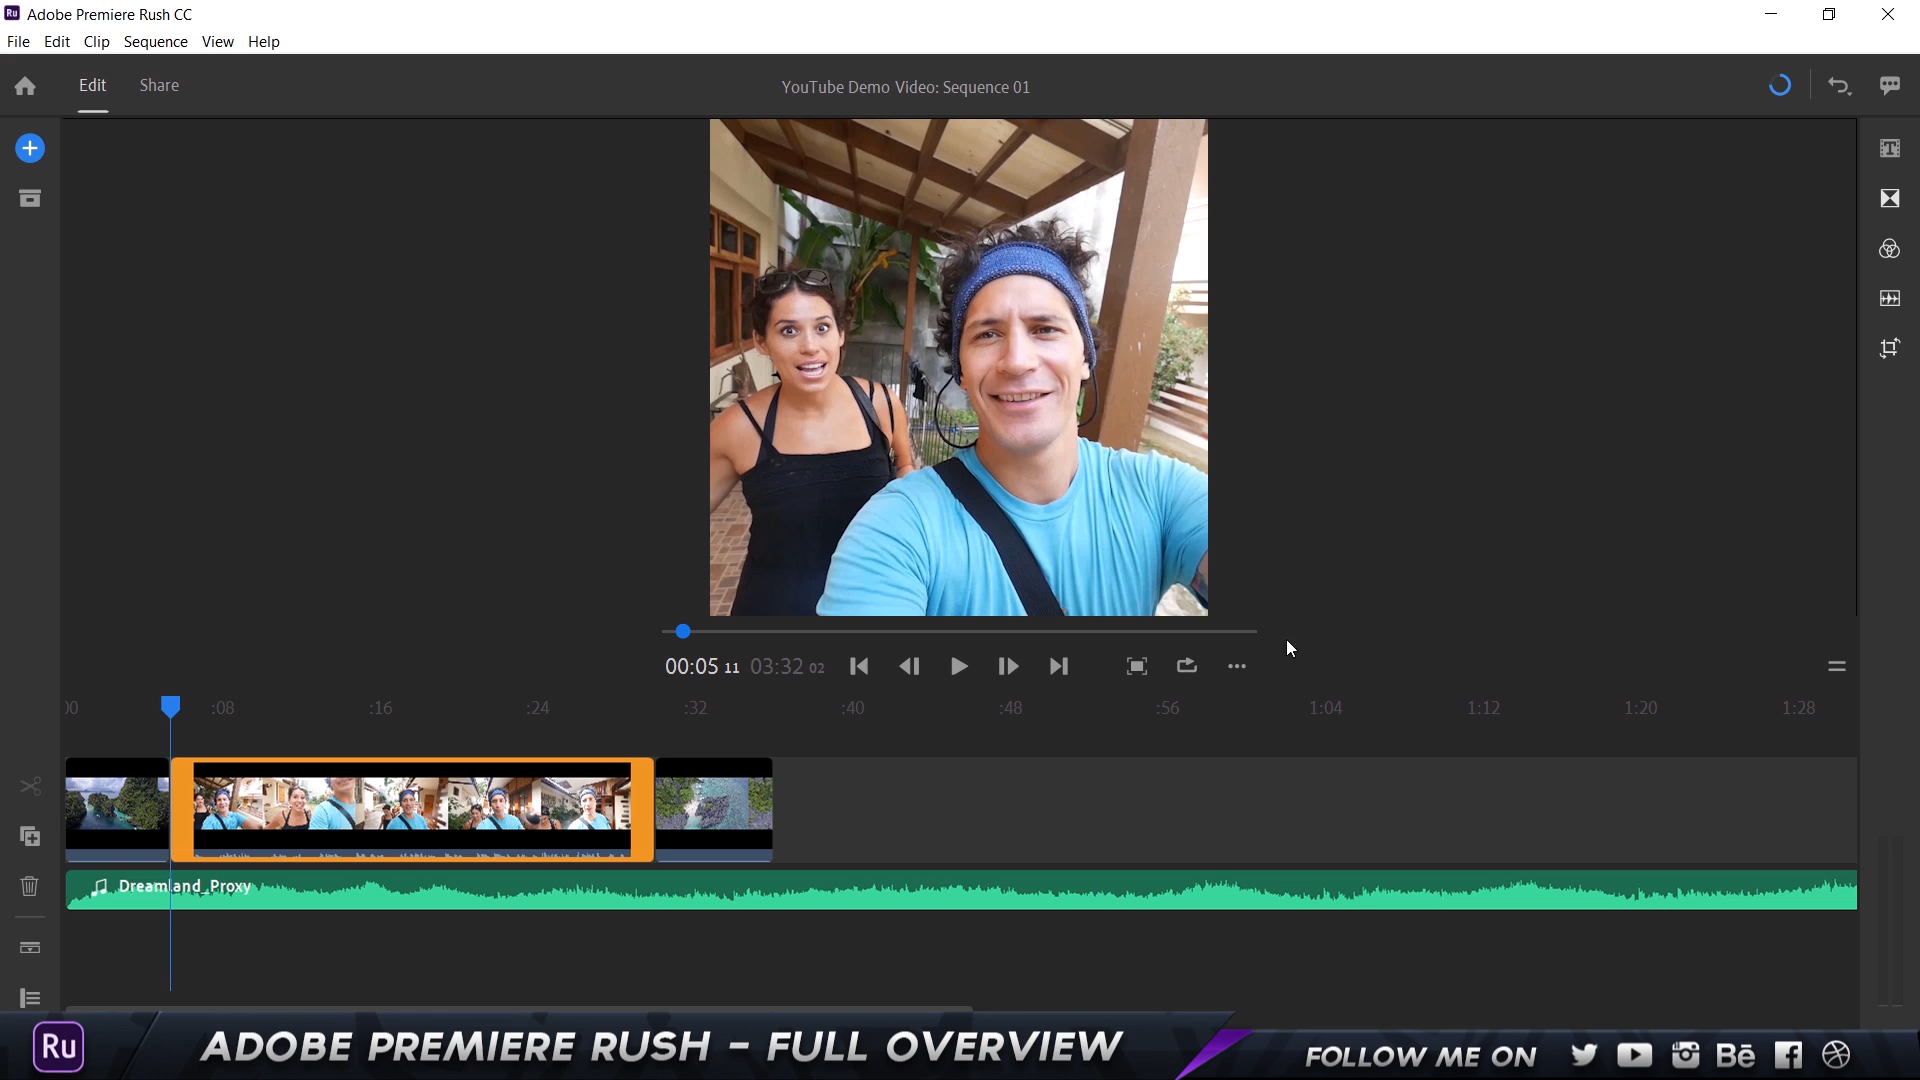 Ru Adobe Premiere Rush CC
File Edit Clip Sequence View Help
Edit Share YouTube Demo Video: Sequence 01
00:05 11 03:32 02
00 :08 :16 :24 :32 :40 :48 :56 1:04 1:12 1:20 1:28
Dreamland_Proxy
Ru ADOBE PREMIERE RUSH - FULL OVERVIEW FOLLOW ME ON Bē